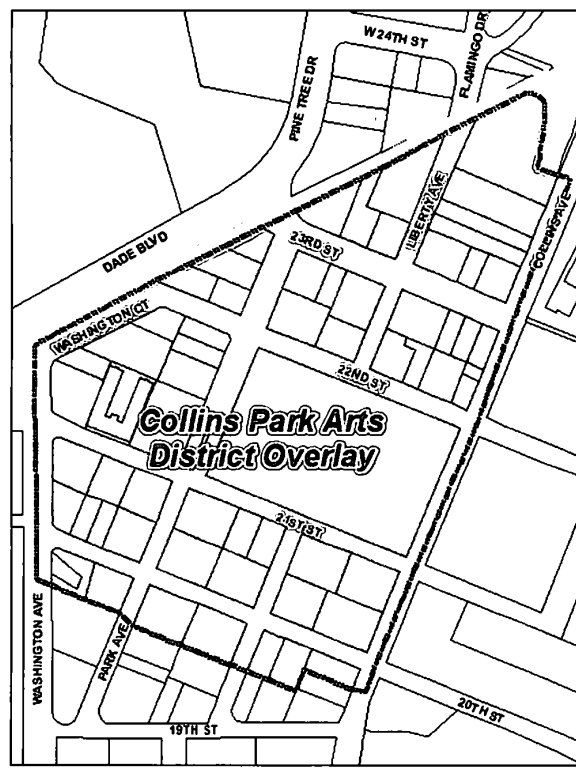 W 24TH ST
FLAMINGO DR
PINE TREE DR
LIBERTY AVE
COLLINS AVE
23RD ST
DADE BLVD
WASHINGTON CT
22ND ST
Collins Park Arts
District Overlay
21ST ST
WASHINGTON AVE
PARK AVE
20TH ST
19TH ST